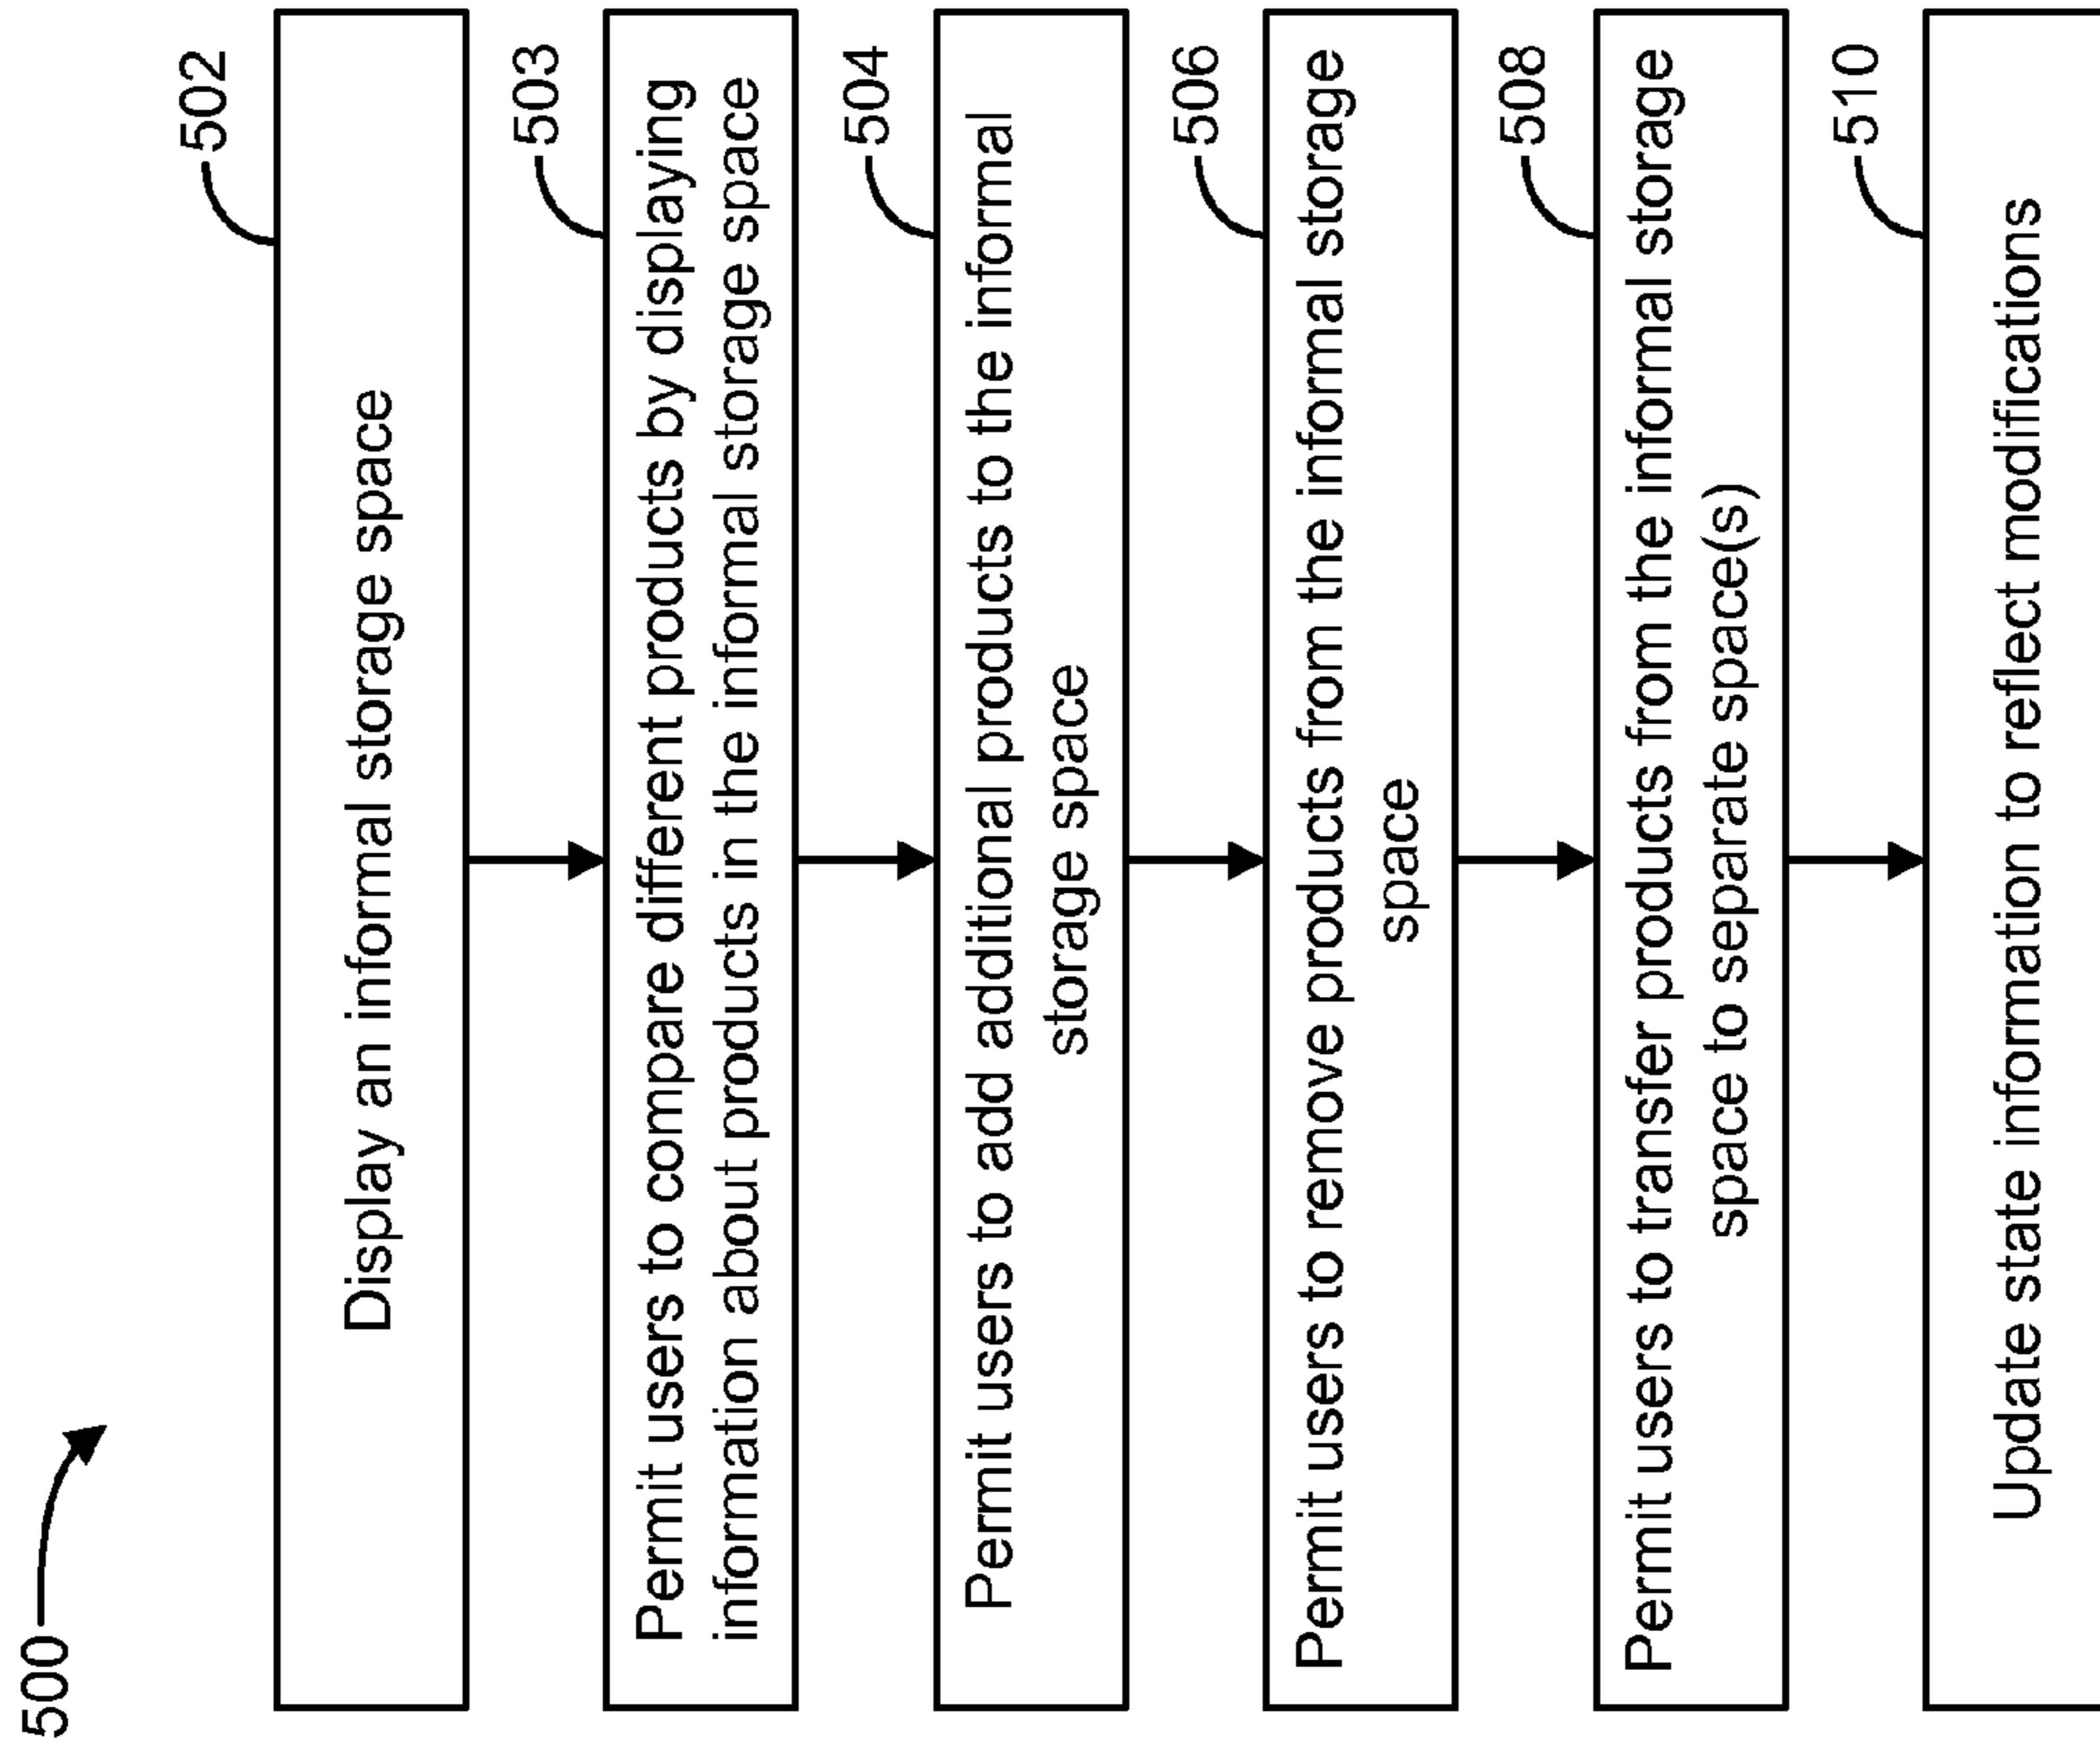 500
502
Display an informal storage space
503
Permit users to compare different products by displaying
information about products in the informal storage space
504
Permit users to add additional products to the informal
storage space
506
Permit users to remove products from the informal storage
space
508
Permit users to transfer products from the informal storage
space to separate space(s)
510
Update state information to reflect modifications